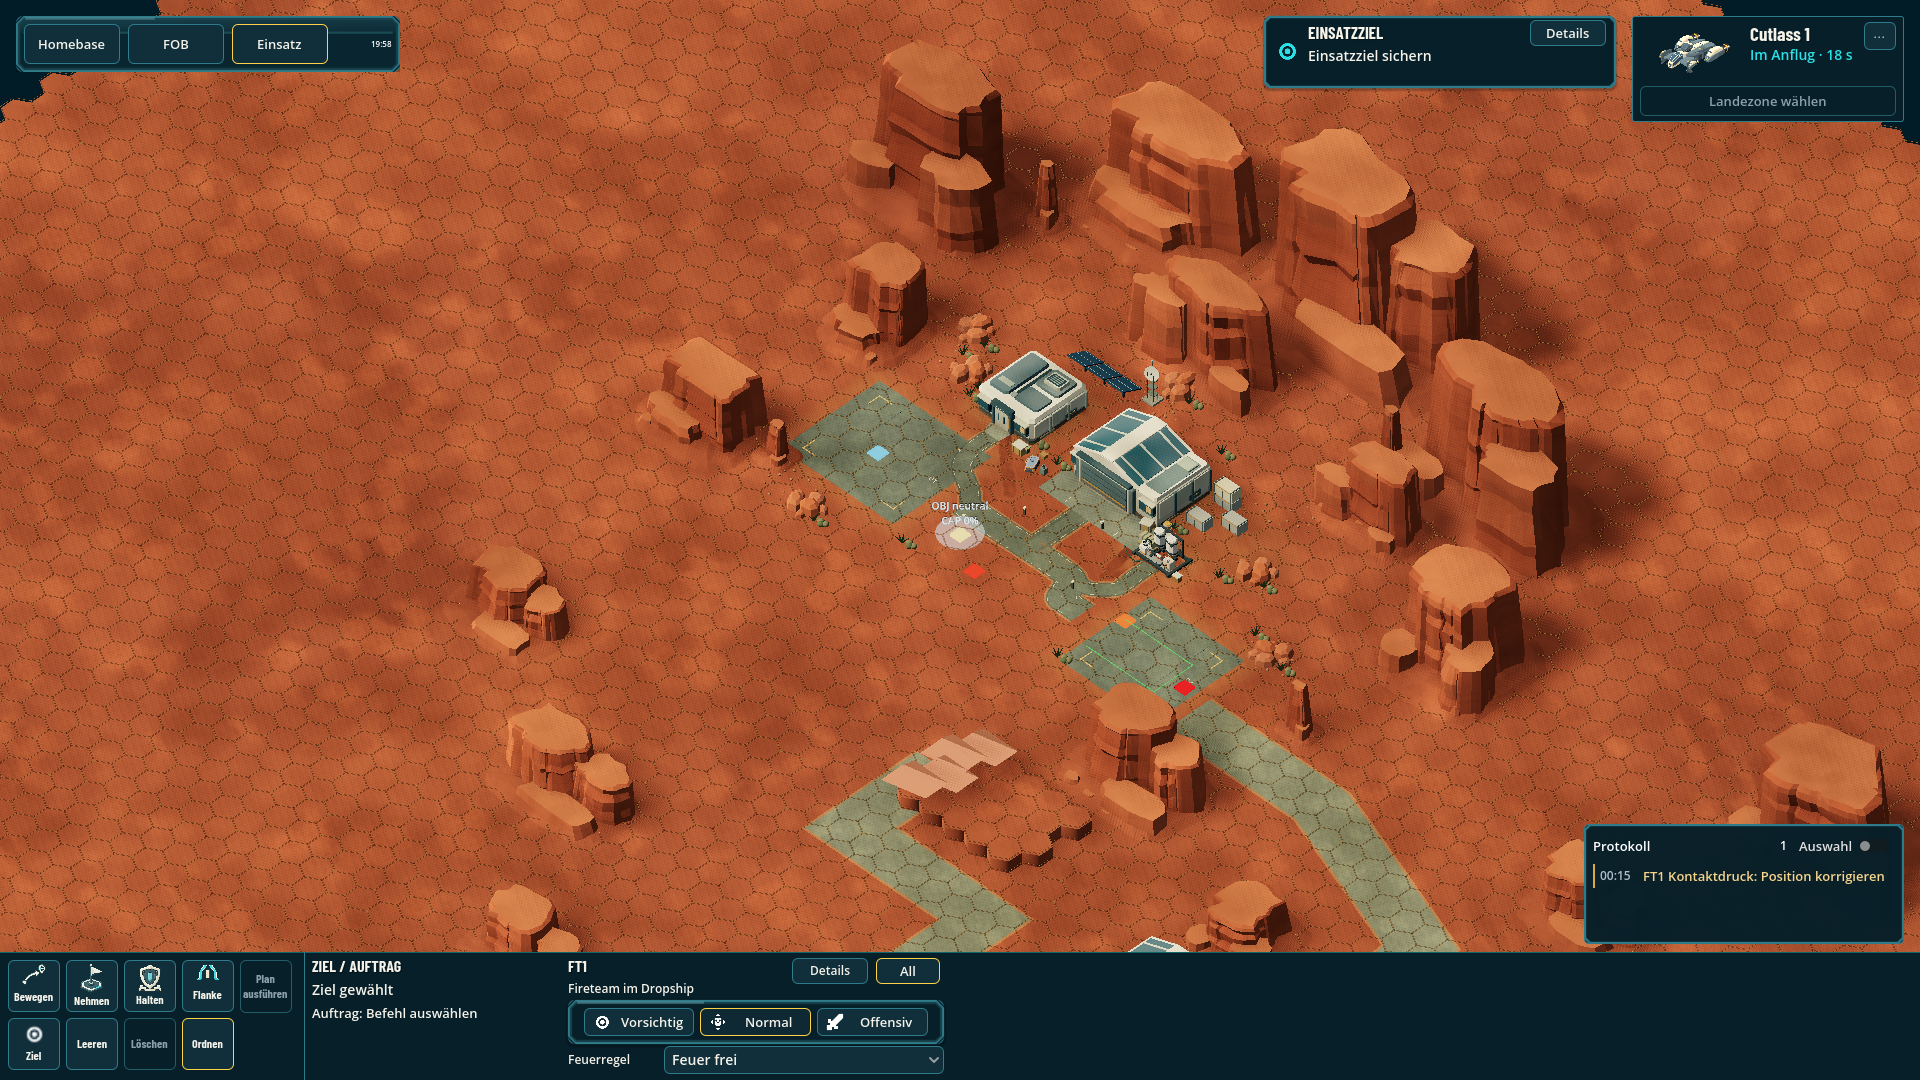 Homebase
FOB
Einsatz
19:58
EINSATZZIEL
Details
Einsatzziel sichern
Cutlass 1
...
Im Anflug · 18 s
Landezone wählen
OBJ neutral
CAP 0%
Protokoll
1
Auswahl
00:15 FT1 Kontaktdruck: Position korrigieren
Bewegen
Nehmen
Halten
Flanke
Plan
ausführen
Ziel
Leeren
Löschen
Ordnen
ZIEL / AUFTRAG
Ziel gewählt
Auftrag: Befehl auswählen
FT1
Details
All
Fireteam im Dropship
Vorsichtig
Normal
Offensiv
Feuerregel
Feuer frei